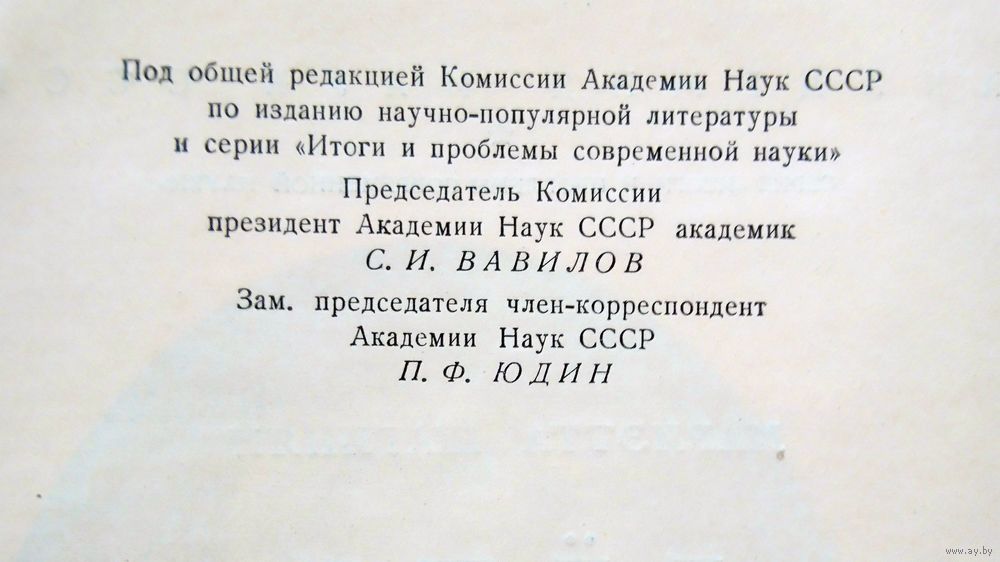 Под общей редакцией Комиссии Академии Наук СССР
по изданию научно-популярной литературы
и серии «Итоги и проблемы современной науки»
Председатель Комиссии
президент Академии Наук СССР академик
С. И. ВАВИЛОВ
Зам. председателя член-корреспондент
Академии Наук СССР
П. Ф. ЮДИН
www.ay.by